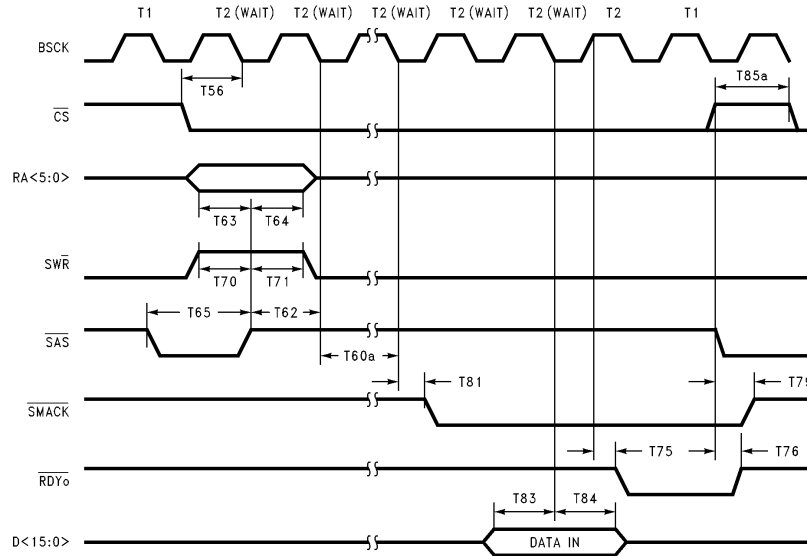 T1 T2 (WAIT) T2 (WAIT) T2 (WAIT) T2 (WAIT) T2 (WAIT) T2 T1
BSCK
T56
T85a
CS
RA<5:0>
T63 T64
SWR
T70 T71
T65 T62
SAS
T60a
T81
T79
SMACK
T75 T76
RDYo
T83 T84
D<15:0>
DATA IN